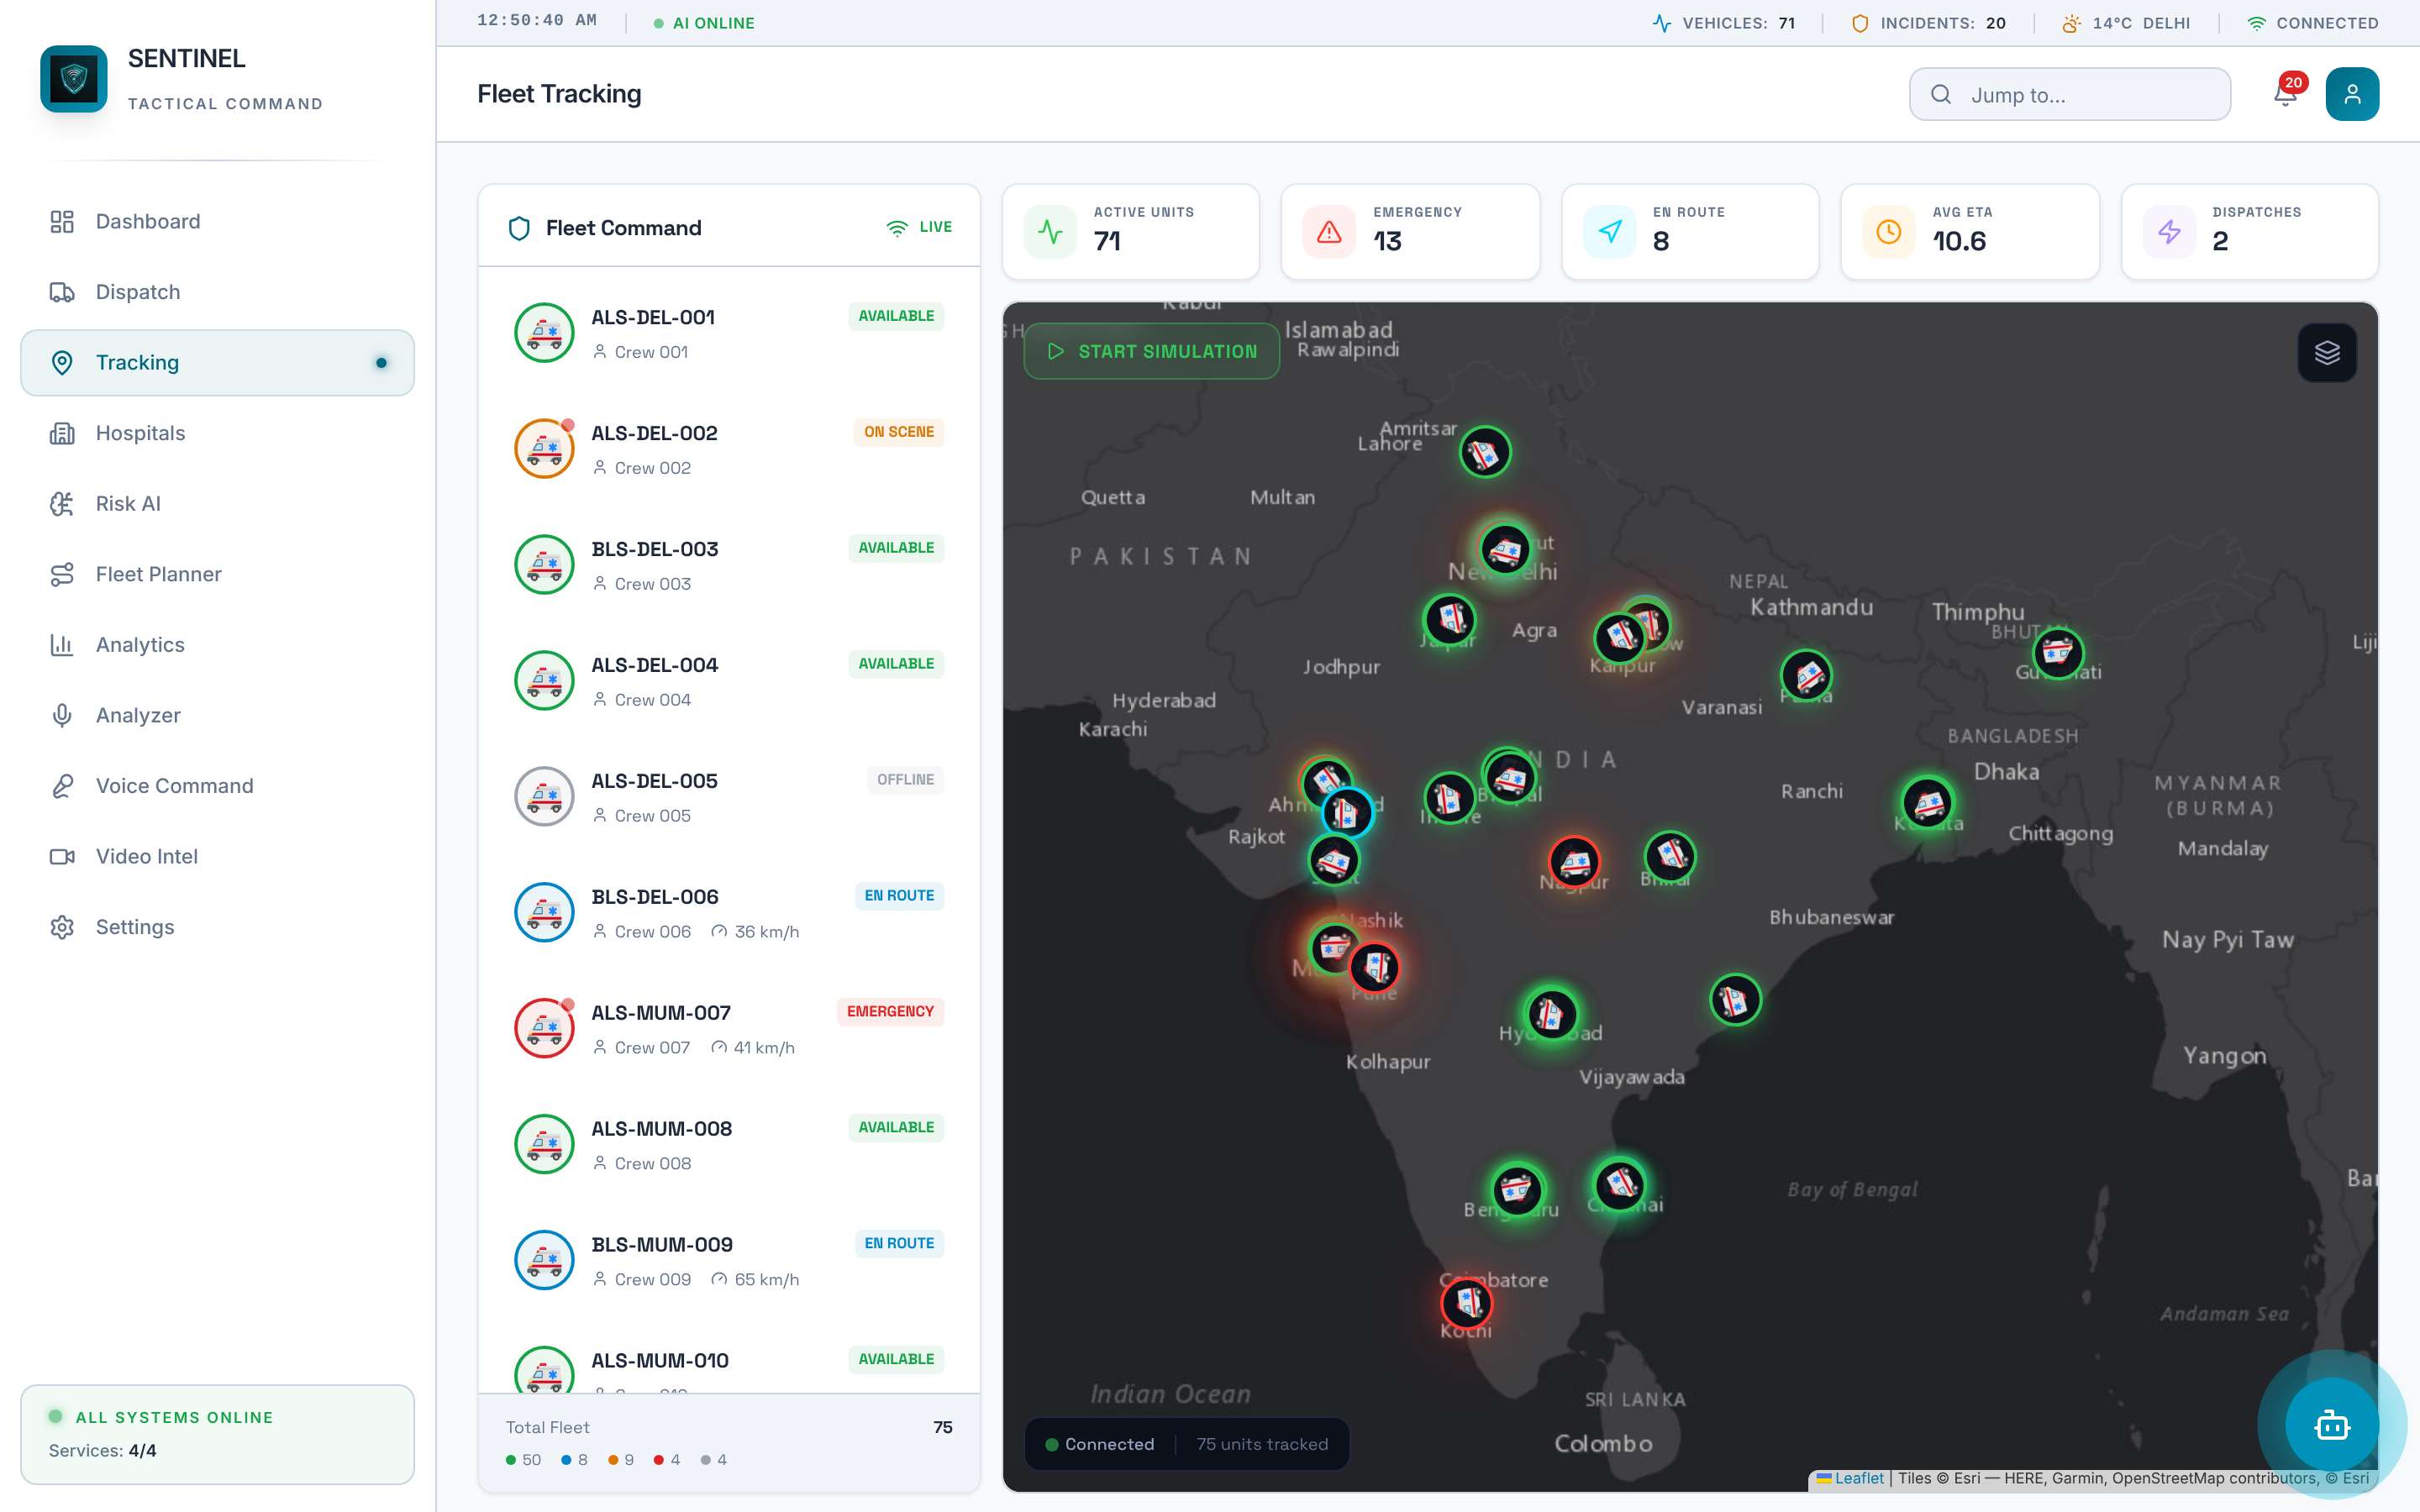 SENTINEL
TACTICAL COMMAND
Dashboard
Dispatch
Tracking
Hospitals
Risk AI
Fleet Planner
Analytics
Analyzer
Voice Command
Video Intel
Settings
ALL SYSTEMS ONLINE
Services: 4/4
12:50:40 AM
AI ONLINE
VEHICLES: 71
INCIDENTS: 20
14°C DELHI
CONNECTED
Fleet Tracking
Jump to...
20
Fleet Command
LIVE
ALS-DEL-001
AVAILABLE
Crew 001
ALS-DEL-002
ON SCENE
Crew 002
BLS-DEL-003
AVAILABLE
Crew 003
ALS-DEL-004
AVAILABLE
Crew 004
ALS-DEL-005
OFFLINE
Crew 005
BLS-DEL-006
EN ROUTE
Crew 006 36 km/h
ALS-MUM-007
EMERGENCY
Crew 007 41 km/h
ALS-MUM-008
AVAILABLE
Crew 008
BLS-MUM-009
EN ROUTE
Crew 009 65 km/h
ALS-MUM-010
AVAILABLE
Total Fleet 75
50 8 9 4 4
ACTIVE UNITS
71
EMERGENCY
13
EN ROUTE
8
AVG ETA
10.6
DISPATCHES
2
START SIMULATION
Islamabad
Rawalpindi
Amritsar
Lahore
Quetta
Multan
PAKISTAN
NEPAL
Kathmandu
Thimphu
Agra
Jodhpur
Hyderabad
Karachi
Varanasi
BANGLADESH
Dhaka
MYANMAR
(BURMA)
Ranchi
Rajkot
Chittagong
Mandalay
Nashik
Bhubaneswar
Nay Pyi Taw
Kolhapur
Vijayawada
Yangon
Bay of Bengal
Andaman Sea
Kochi
Indian Ocean
SRI LANKA
Colombo
Connected
75 units tracked
Leaflet | Tiles © Esri — HERE, Garmin, OpenStreetMap contributors, © Esri